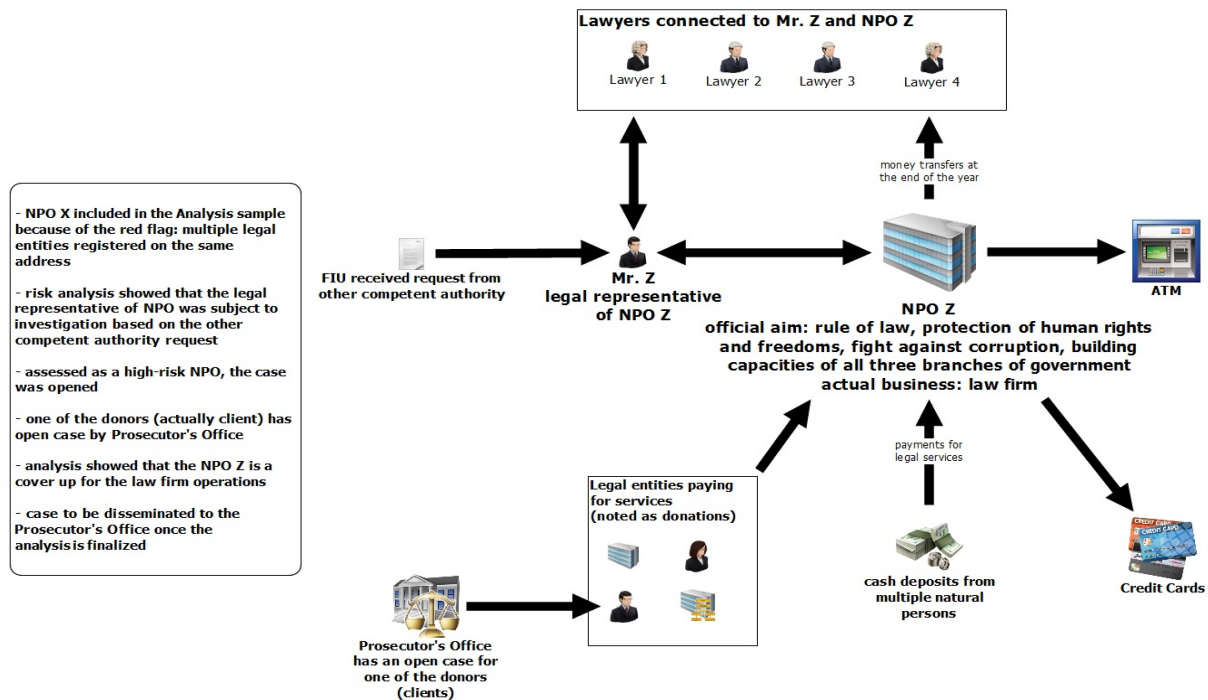 Lawyers connected to Mr. Z and NPO Z
Lawyer 1
Lawyer 2
Lawyer 3
Lawyer 4
money transfers at
the end of the year
- NPO X included in the Analysis sample
because of the red flag: multiple legal
entities registered on the same
address
- risk analysis showed that the legal
representative of NPO was subject to
investigation based on the other
competent authority request
- assessed as a high-risk NPO, the case
was opened
- one of the donors (actually client) has
open case by Prosecutor's Office
- analysis showed that the NPO Z is a
cover up for the law firm operations
- case to be disseminated to the
Prosecutor's Office once the
analysis is finalized
FIU received request from
other competent authority
Mr. Z
legal representative
of NPO Z
NPO Z
official aim: rule of law, protection of human rights
and freedoms, fight against corruption, building
capacities of all three branches of government
actual business: law firm
ATM
payments for
legal services
Legal entities paying
for services
(noted as donations)
cash deposits from
multiple natural
persons
CREDIT CARD
CREDIT CARD
Credit Cards
Prosecutor's Office
has an open case for
one of the donors
(clients)